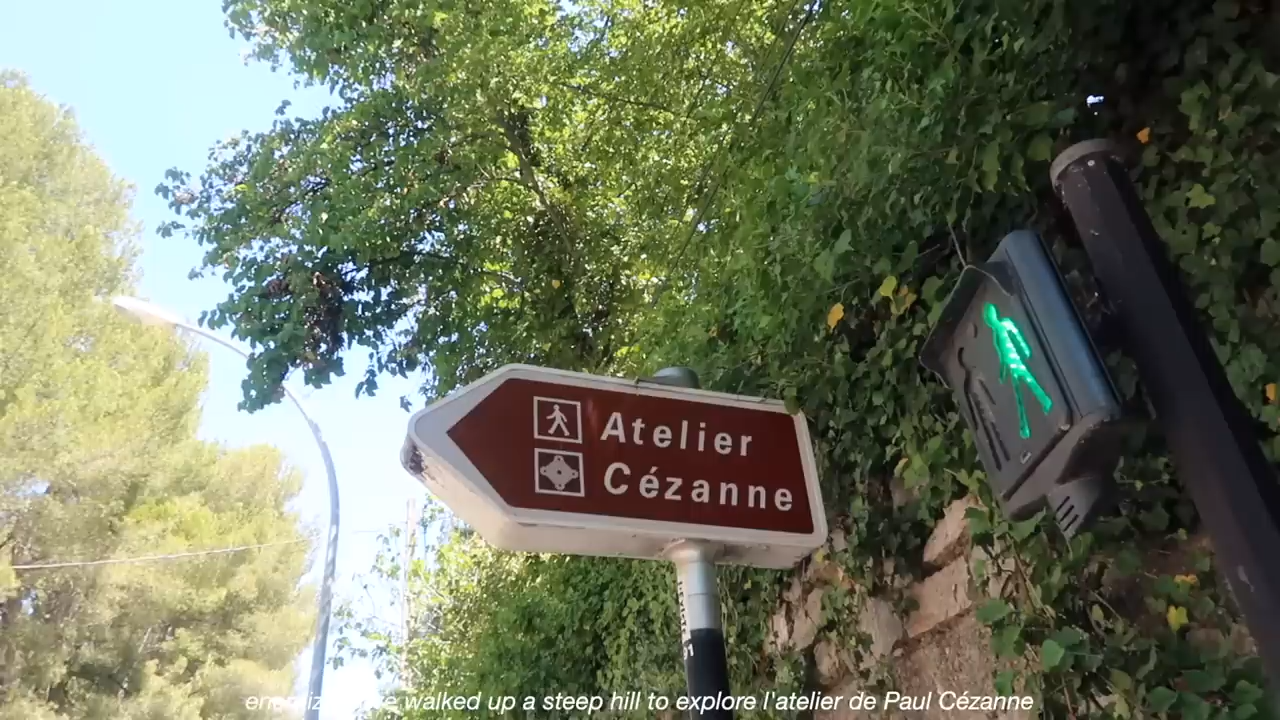 Atelier
Cézanne
walked up a steep hill to explore l'atelier de Paul Cézanne